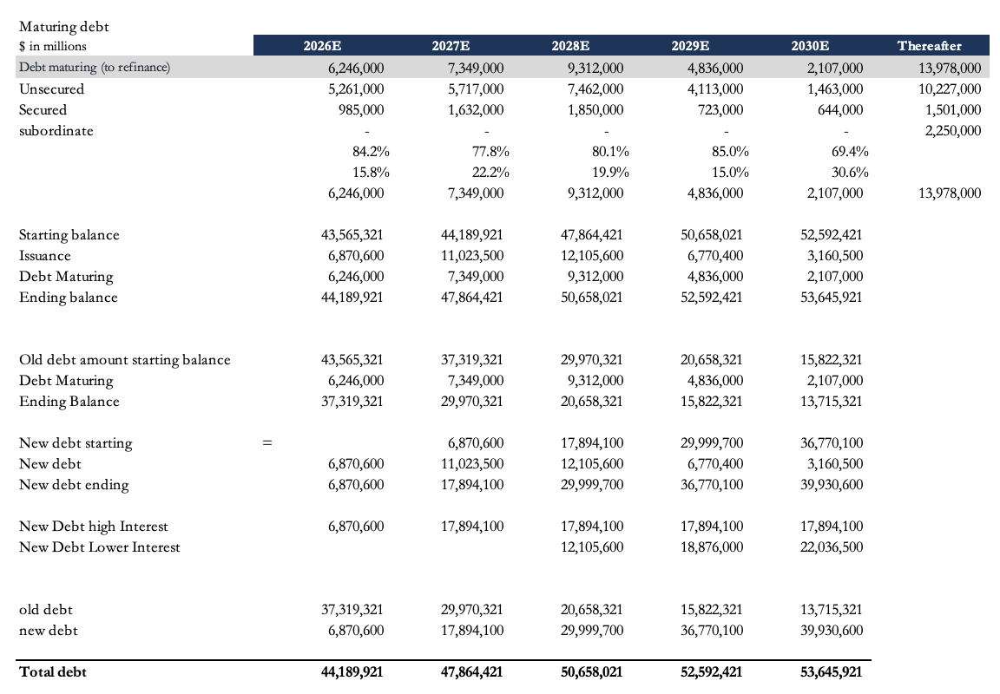 Maturing debt
$ in millions 2026E 2027E 2028E 2029E 2030E Thereafter
Debt maturing (to refinance) 6,246,000 7,349,000 9,312,000 4,836,000 2,107,000 13,978,000
Unsecured 5,261,000 5,717,000 7,462,000 4,113,000 1,463,000 10,227,000
Secured 985,000 1,632,000 1,850,000 723,000 644,000 1,501,000
subordinate - - - - - 2,250,000
84.2% 77.8% 80.1% 85.0% 69.4%
15.8% 22.2% 19.9% 15.0% 30.6%
6,246,000 7,349,000 9,312,000 4,836,000 2,107,000 13,978,000
Starting balance 43,565,321 44,189,921 47,864,421 50,658,021 52,592,421
Issuance 6,870,600 11,023,500 12,105,600 6,770,400 3,160,500
Debt Maturing 6,246,000 7,349,000 9,312,000 4,836,000 2,107,000
Ending balance 44,189,921 47,864,421 50,658,021 52,592,421 53,645,921
Old debt amount starting balance 43,565,321 37,319,321 29,970,321 20,658,321 15,822,321
Debt Maturing 6,246,000 7,349,000 9,312,000 4,836,000 2,107,000
Ending Balance 37,319,321 29,970,321 20,658,321 15,822,321 13,715,321
New debt starting = 6,870,600 17,894,100 29,999,700 36,770,100
New debt 6,870,600 11,023,500 12,105,600 6,770,400 3,160,500
New debt ending 6,870,600 17,894,100 29,999,700 36,770,100 39,930,600
New Debt high Interest 6,870,600 17,894,100 17,894,100 17,894,100 17,894,100
New Debt Lower Interest 12,105,600 18,876,000 22,036,500
old debt 37,319,321 29,970,321 20,658,321 15,822,321 13,715,321
new debt 6,870,600 17,894,100 29,999,700 36,770,100 39,930,600
Total debt 44,189,921 47,864,421 50,658,021 52,592,421 53,645,921